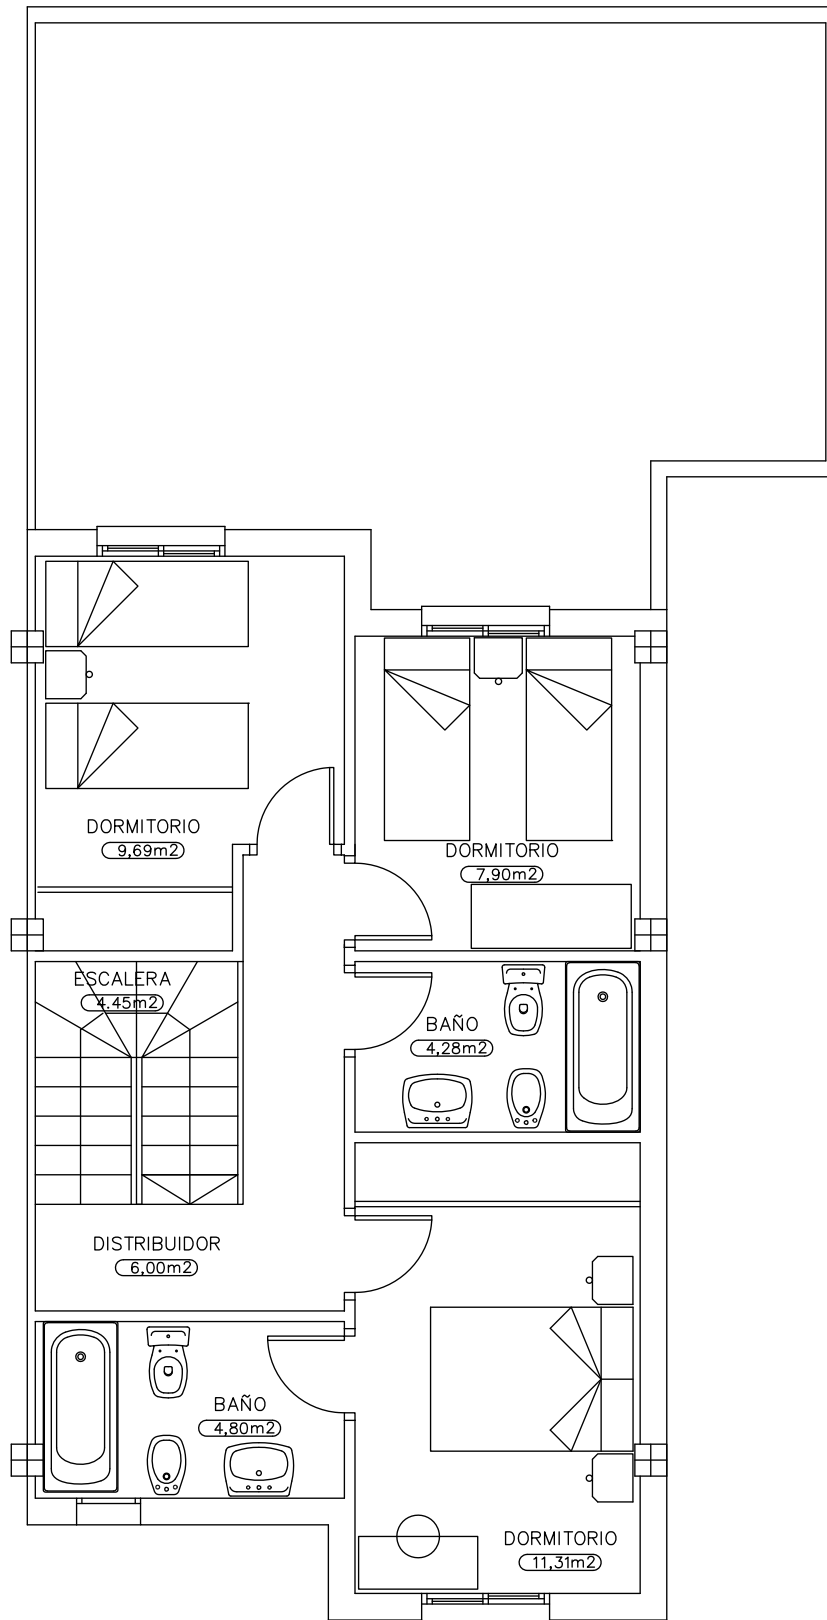 DORMITORIO
9,69m2
DORMITORIO
7,90m2
ESCALERA
4.45m2
BAÑO
4,28m2
DISTRIBUIDOR
6,00m2
BAÑO
4,80m2
DORMITORIO
11,31m2